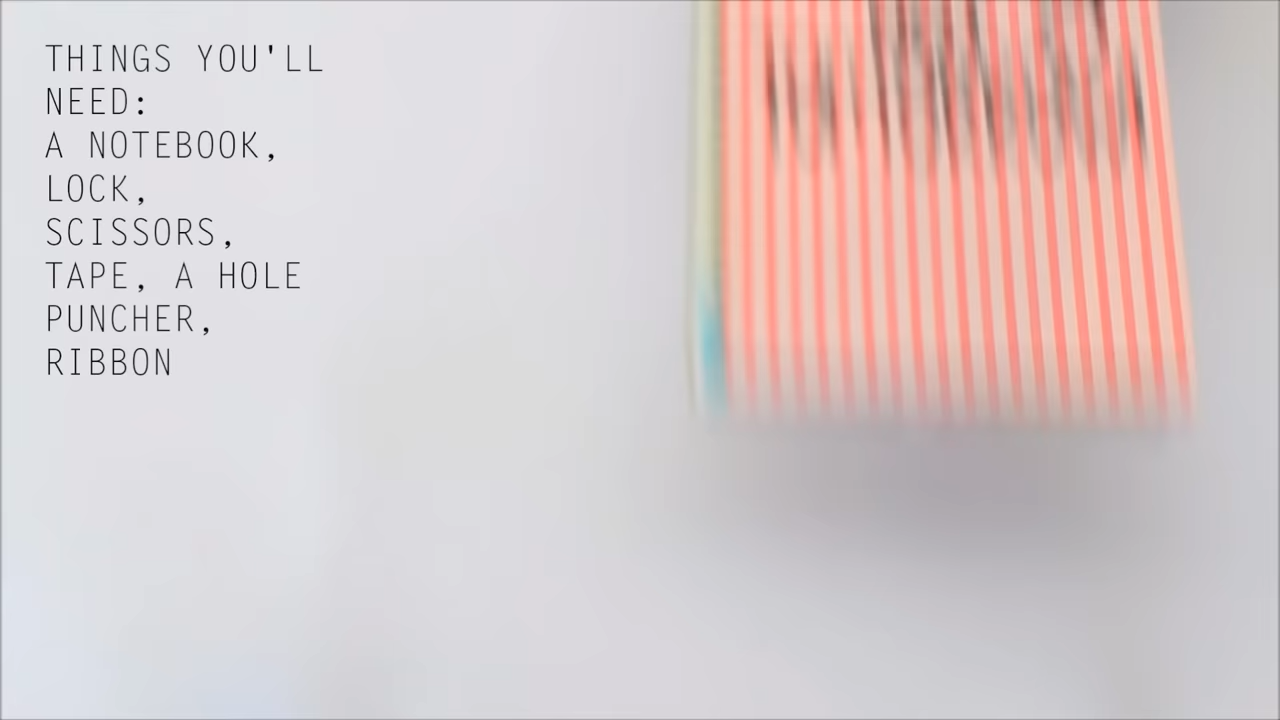 THINGS YOU'LL
NEED:
A NOTEBOOK,
LOCK,
SCISSORS,
TAPE, A HOLE
PUNCHER,
RIBBON